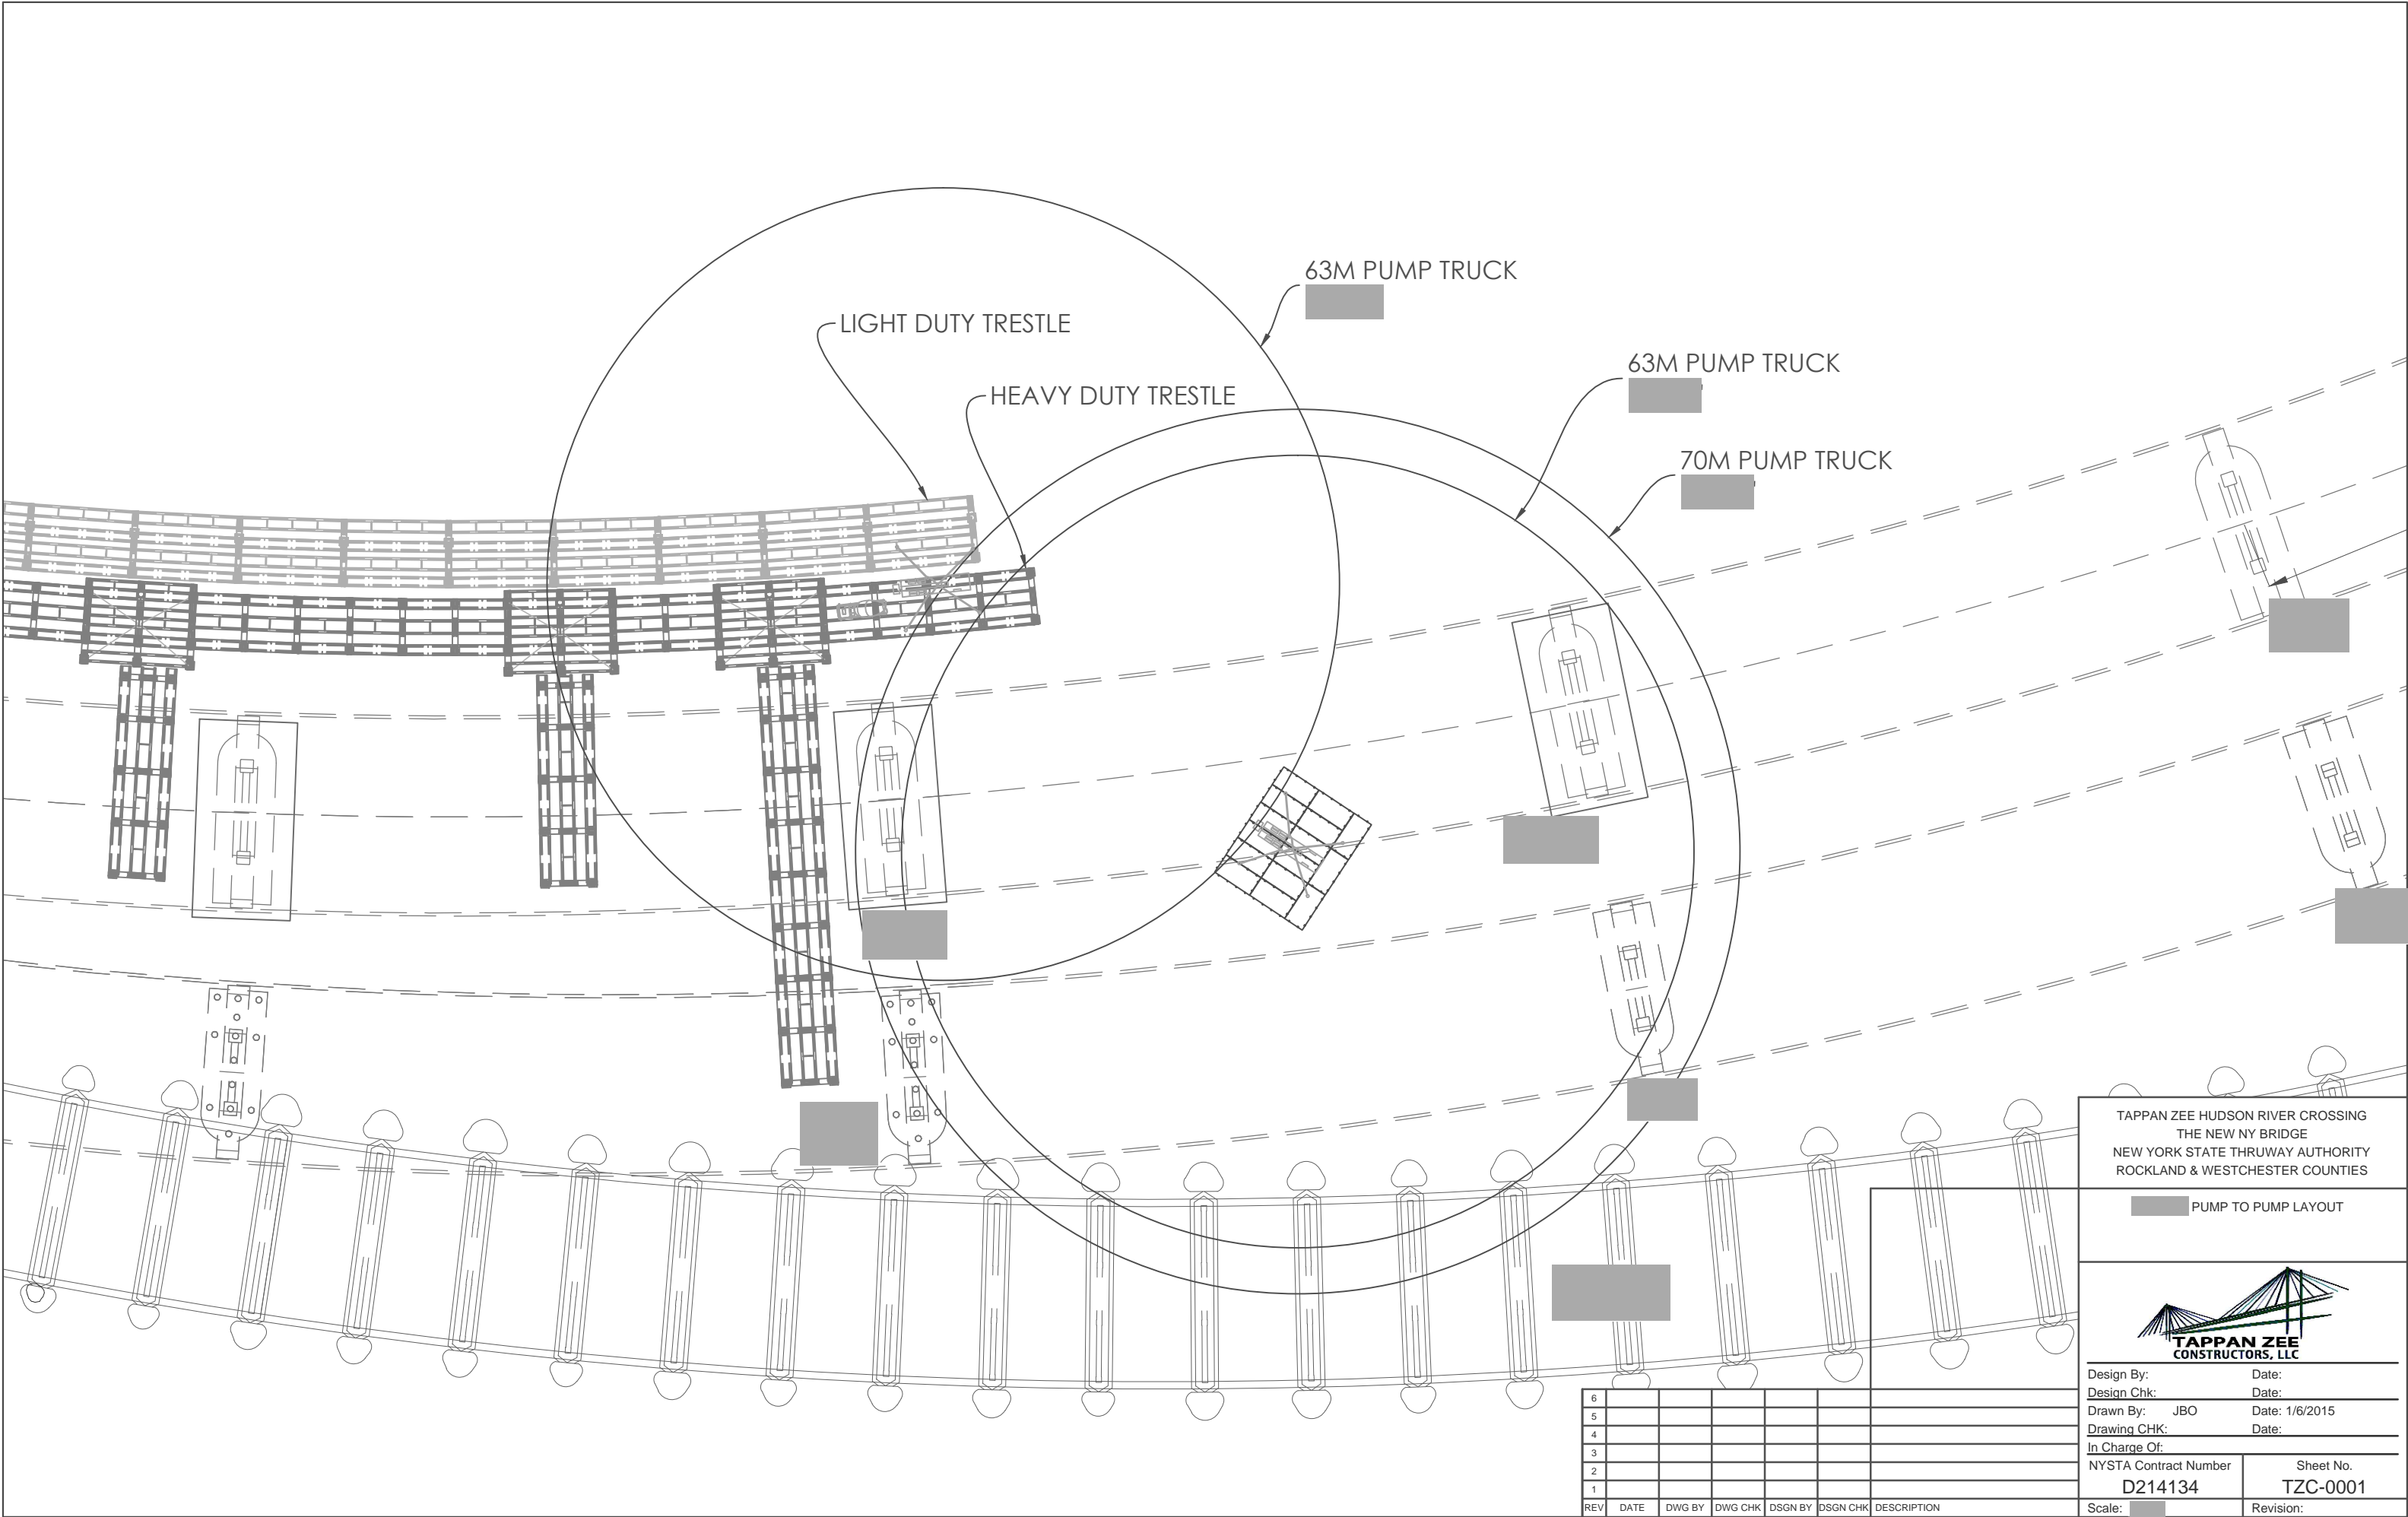 63M PUMP TRUCK
LIGHT DUTY TRESTLE
63M PUMP TRUCK
HEAVY DUTY TRESTLE
70M PUMP TRUCK
TAPPAN ZEE HUDSON RIVER CROSSING
THE NEW NY BRIDGE
NEW YORK STATE THRUWAY AUTHORITY
ROCKLAND & WESTCHESTER COUNTIES
PUMP TO PUMP LAYOUT
TAPPAN ZEE
CONSTRUCTORS, LLC
Design By: Date:
Design Chk: Date:
Drawn By: JBO Date: 1/6/2015
Drawing CHK: Date:
In Charge Of:
NYSTA Contract Number Sheet No.
D214134 TZC-0001
Scale: Revision:
6
5
4
3
2
1
REV DATE DWG BY DWG CHK DSGN BY DSGN CHK DESCRIPTION